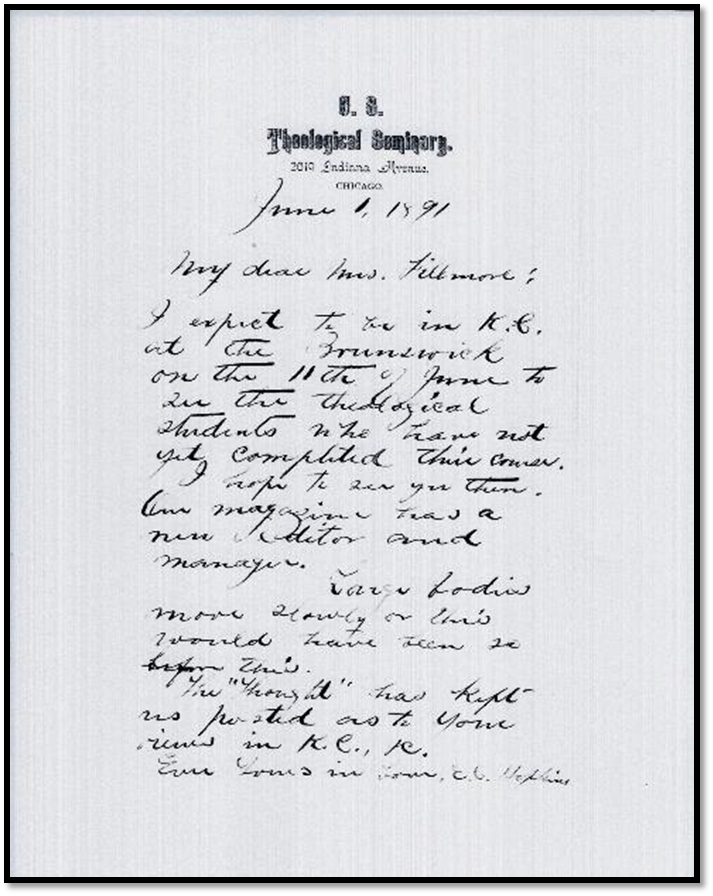 C. S.
Theological Seminary.
2019 Indiana Avenue.
CHICAGO.
June 1, 1891
My dear Mrs. Fillmore:
I expect to be in K.C.
at the Brunswick
on the 11th of June to
see the theological
students who have not
yet completed their course.
I hope to see you then.
Our magazine has a
new Editor and
manager.
Large bodies
move slowly or this
would have been so
before this.
The "Thought" has kept
us posted as to your
views in K.C.,
Ever Yours in Love, E.C. Hopkins